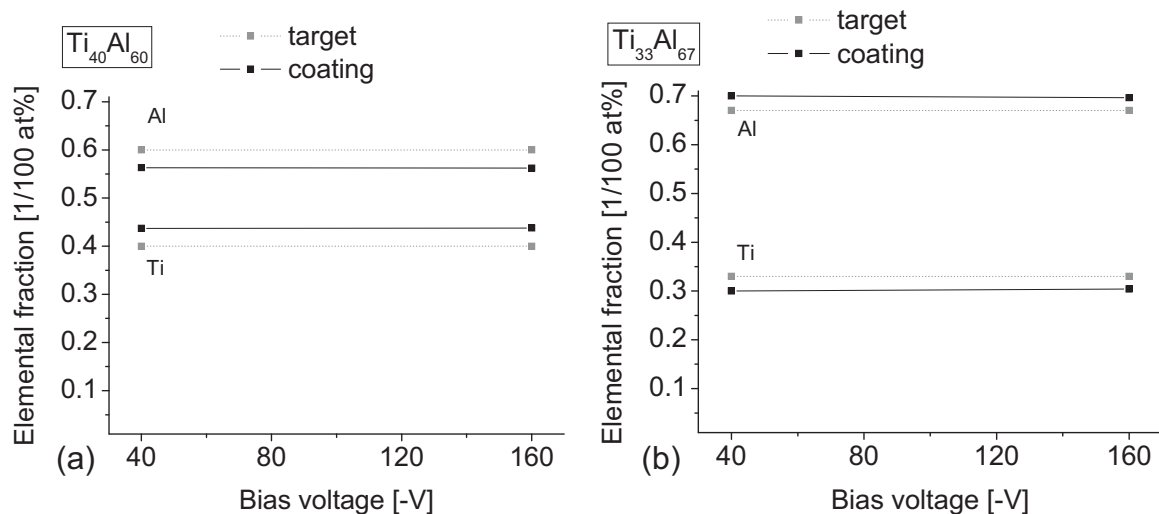 Ti40Al60
target
coating
Elemental fraction [1/100 at%]
0.7
0.6
0.5
0.4
0.3
0.2
0.1
Al
Ti
40
80
120
160
Bias voltage [-V]
(a)
Ti33Al67
target
coating
Elemental fraction [1/100 at%]
0.7
0.6
0.5
0.4
0.3
0.2
0.1
Al
Ti
40
80
120
160
Bias voltage [-V]
(b)